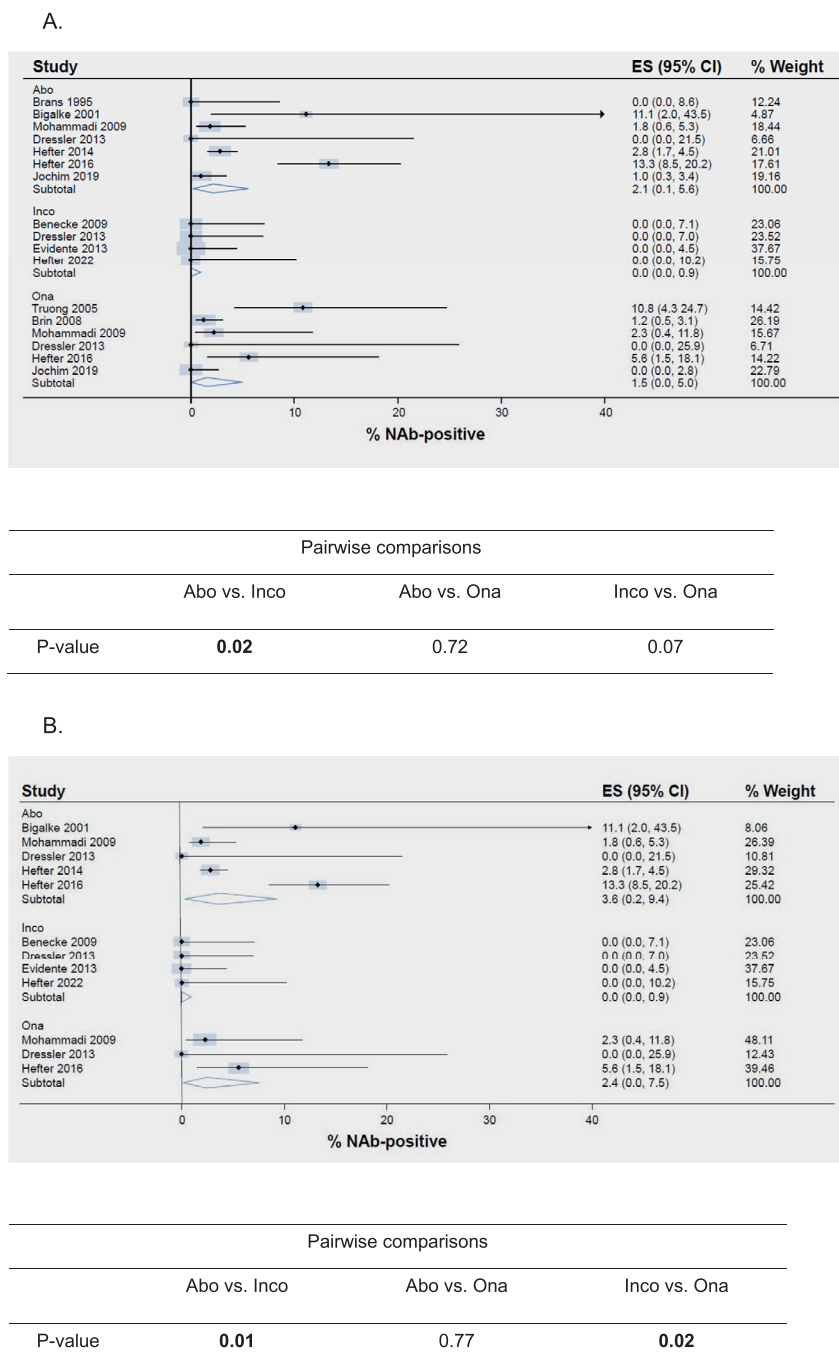 A.
Study ES (95% CI) % Weight
Abo
Brans 1995 0.0 (0.0, 8.6) 12.24
Bigalke 2001 11.1 (2.0, 43.5) 4.87
Mohammadi 2009 1.8 (0.6, 5.3) 18.44
Dressler 2013 0.0 (0.0, 21.5) 6.66
Hefter 2014 2.8 (1.7, 4.5) 21.01
Hefter 2016 13.3 (8.5, 20.2) 17.61
Jochim 2019 1.0 (0.3, 3.4) 19.16
Subtotal 2.1 (0.1, 5.6) 100.00
Inco
Benecke 2009 0.0 (0.0, 7.1) 23.06
Dressler 2013 0.0 (0.0, 7.0) 23.52
Evidente 2013 0.0 (0.0, 4.5) 37.67
Hefter 2022 0.0 (0.0, 10.2) 15.75
Subtotal 0.0 (0.0, 0.9) 100.00
Ona
Truong 2005 10.8 (4.3 24.7) 14.42
Brin 2008 1.2 (0.5, 3.1) 26.19
Mohammadi 2009 2.3 (0.4, 11.8) 15.67
Dressler 2013 0.0 (0.0, 25.9) 6.71
Hefter 2016 5.6 (1.5, 18.1) 14.22
Jochim 2019 0.0 (0.0, 2.8) 22.79
Subtotal 1.5 (0.0, 5.0) 100.00
0 10 20 30 40
% NAb-positive
Pairwise comparisons
Abo vs. Inco Abo vs. Ona Inco vs. Ona
P-value 0.02 0.72 0.07
B.
Study ES (95% CI) % Weight
Abo
Bigalke 2001 11.1 (2.0, 43.5) 8.06
Mohammadi 2009 1.8 (0.6, 5.3) 26.39
Dressler 2013 0.0 (0.0, 21.5) 10.81
Hefter 2014 2.8 (1.7, 4.5) 29.32
Hefter 2016 13.3 (8.5, 20.2) 25.42
Subtotal 3.6 (0.2, 9.4) 100.00
Inco
Benecke 2009 0.0 (0.0, 7.1) 23.06
Dressler 2013 0.0 (0.0, 7.0) 23.52
Evidente 2013 0.0 (0.0, 4.5) 37.67
Hefter 2022 0.0 (0.0, 10.2) 15.75
Subtotal 0.0 (0.0, 0.9) 100.00
Ona
Mohammadi 2009 2.3 (0.4, 11.8) 48.11
Dressler 2013 0.0 (0.0, 25.9) 12.43
Hefter 2016 5.6 (1.5, 18.1) 39.46
Subtotal 2.4 (0.0, 7.5) 100.00
0 10 20 30 40
% NAb-positive
Pairwise comparisons
Abo vs. Inco Abo vs. Ona Inco vs. Ona
P-value 0.01 0.77 0.02